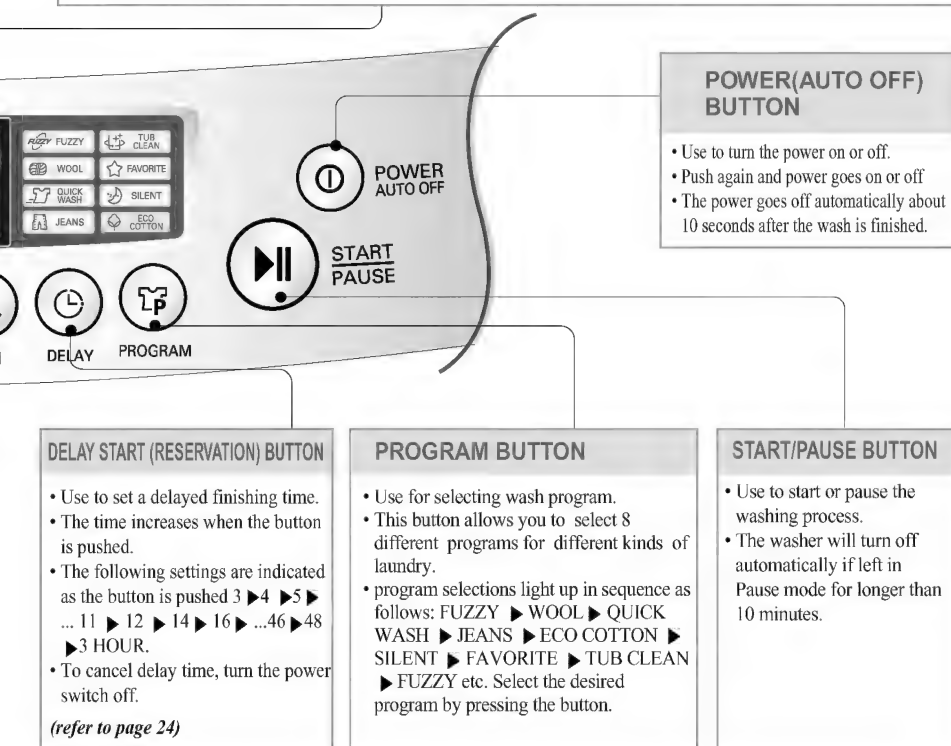 FUZZY FUZZY
TUB
CLEAN
WOOL
FAVORITE
QUICK
WASH
SILENT
JEANS
ECO
COTTON
POWER
AUTO OFF
START
PAUSE
DELAY
PROGRAM
POWER(AUTO OFF)
BUTTON
• Use to turn the power on or off.
• Push again and power goes on or off
• The power goes off automatically about
10 seconds after the wash is finished.
DELAY START (RESERVATION) BUTTON
• Use to set a delayed finishing time.
• The time increases when the button
is pushed.
• The following settings are indicated
as the button is pushed 3 ▶4 ▶5 ▶
... 11 ▶ 12 ▶ 14 ▶ 16 ▶ ...46 ▶48
▶3 HOUR.
• To cancel delay time, turn the power
switch off.
(refer to page 24)
PROGRAM BUTTON
• Use for selecting wash program.
• This button allows you to select 8
different programs for different kinds of
laundry.
• program selections light up in sequence as
follows: FUZZY ▶ WOOL ▶ QUICK
WASH ▶ JEANS ▶ ECO COTTON ▶
SILENT ▶ FAVORITE ▶ TUB CLEAN
▶ FUZZY etc. Select the desired
program by pressing the button.
START/PAUSE BUTTON
• Use to start or pause the
washing process.
• The washer will turn off
automatically if left in
Pause mode for longer than
10 minutes.